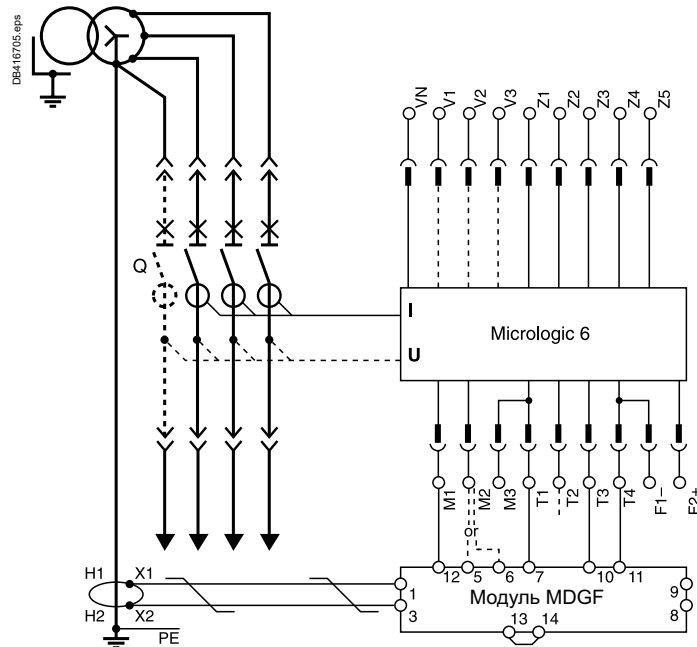 DB416705.eps
VN
V1
V2
V3
Z1
Z2
Z3
Z4
Z5
Q
I
Micrologic 6
U
M1
M2
M3
T1
T2
T3
T4
F1–
F2+
or
H1
X1
12
5
6
7
10
11
1
Модуль MDGF
9
H2
X2
3
8
13
14
PE